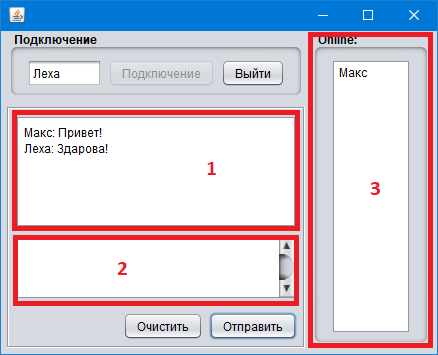 Подключение
Леха
Подключение
Выйти
Макс: Привет!
Леха: Здарова!
1
2
Очистить
Отправить
Online:
Макс
3